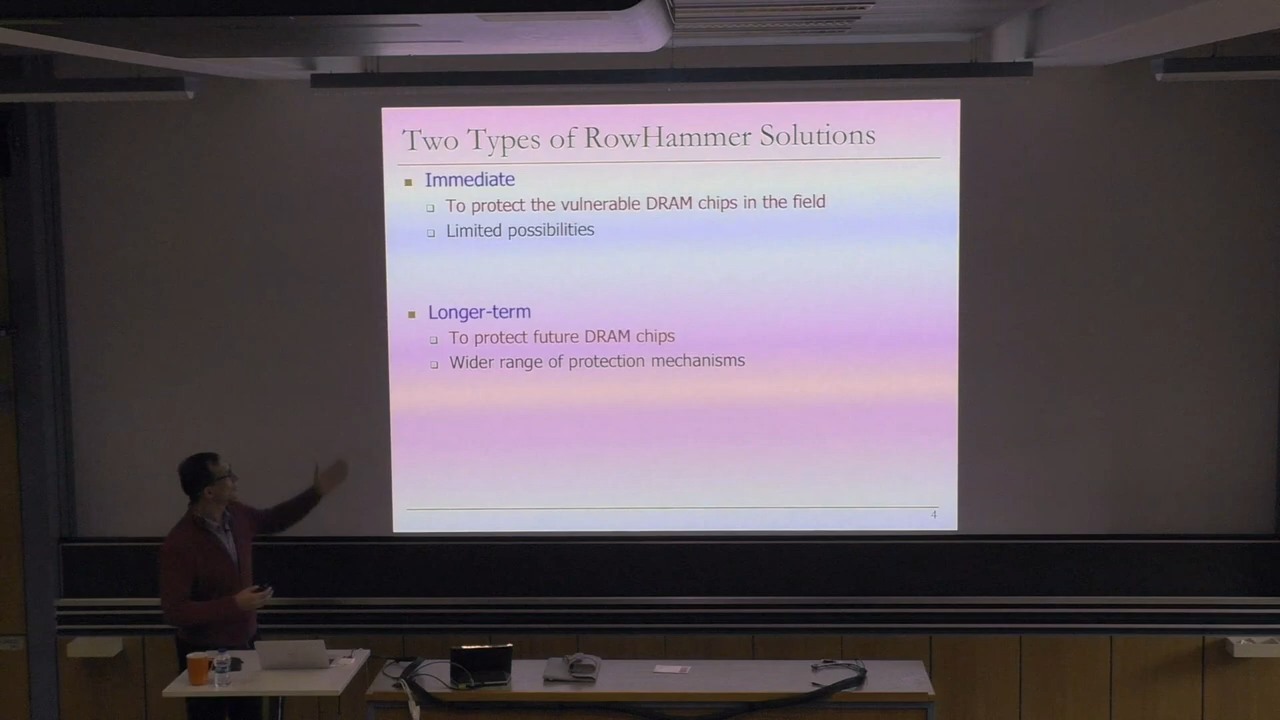 Two Types of RowHammer Solutions
Immediate
To protect the vulnerable DRAM chips in the field
Limited possibilities
Longer-term
To protect future DRAM chips
Wider range of protection mechanisms
4